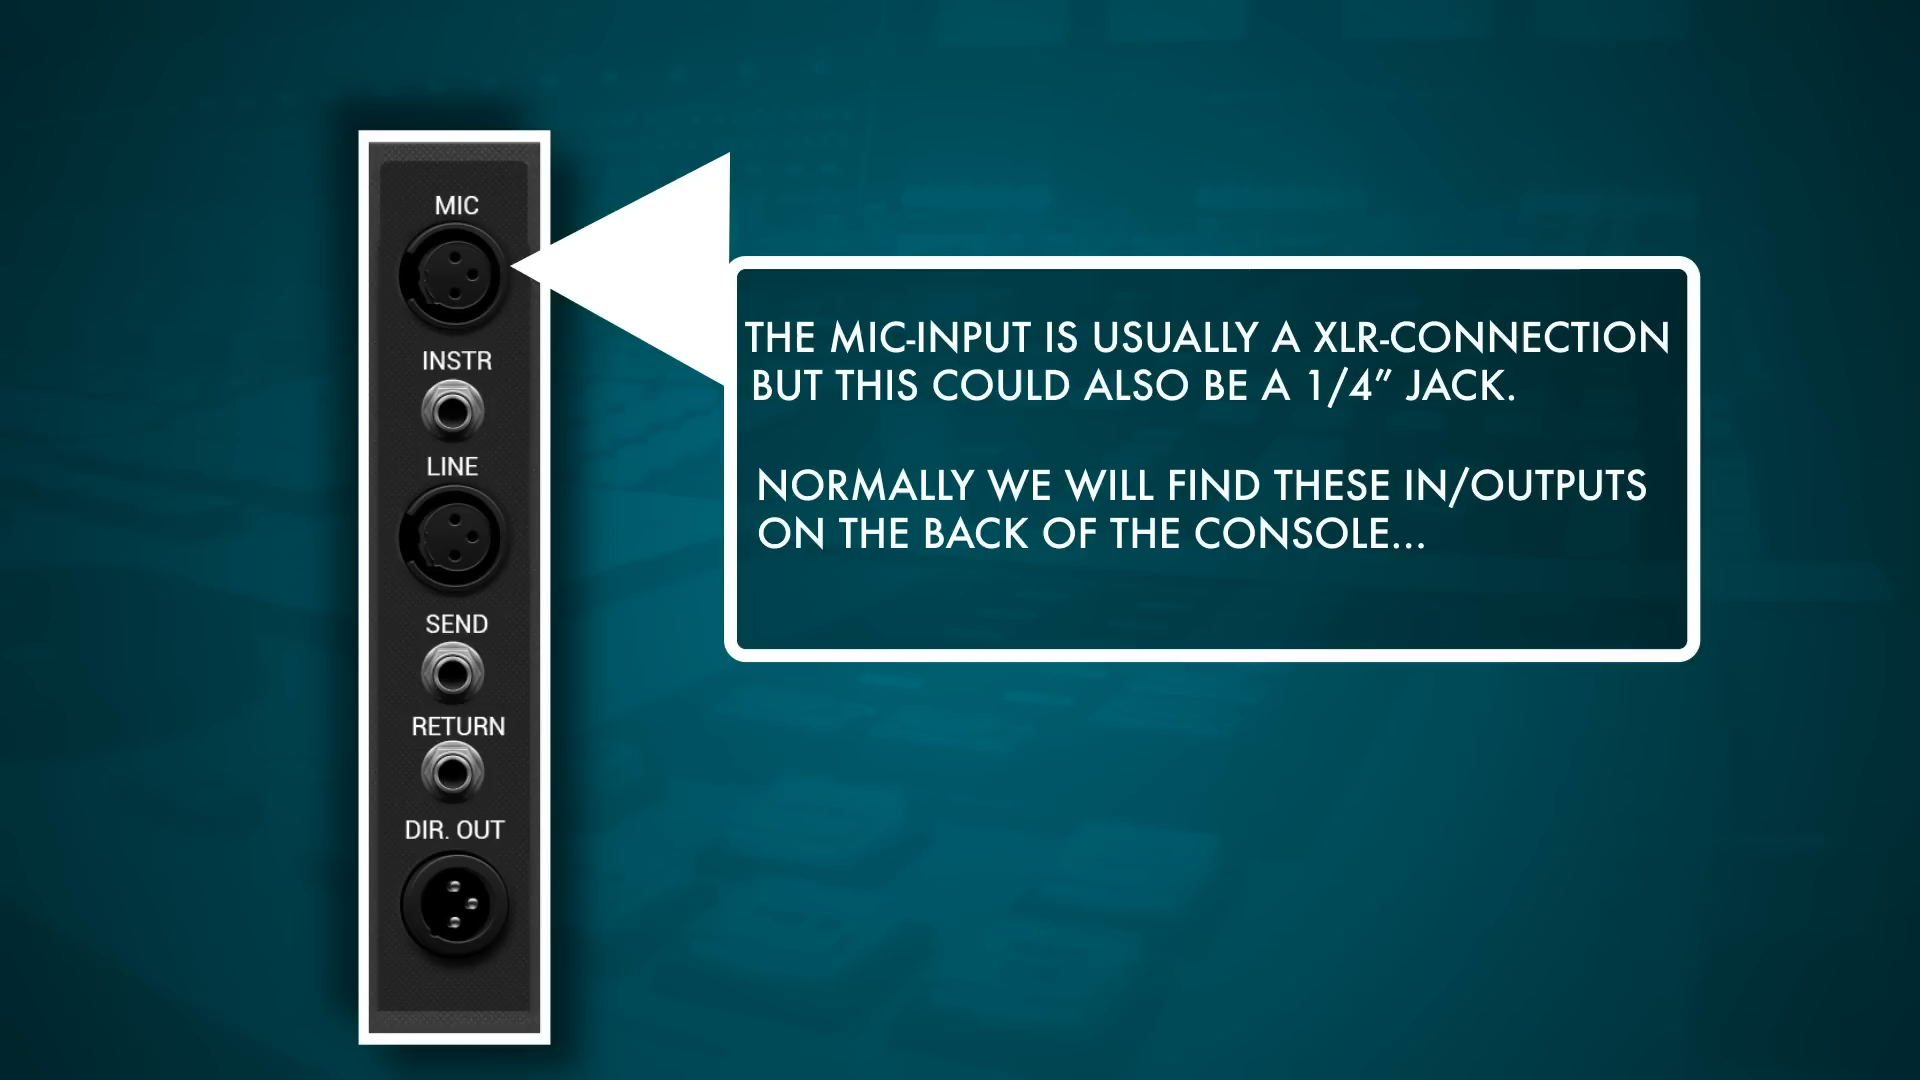 MIC
INSTR
LINE
SEND
RETURN
DIR. OUT
THE MIC-INPUT IS USUALLY A XLR-CONNECTION
BUT THIS COULD ALSO BE A 1/4” JACK.
NORMALLY WE WILL FIND THESE IN/OUTPUTS
ON THE BACK OF THE CONSOLE...